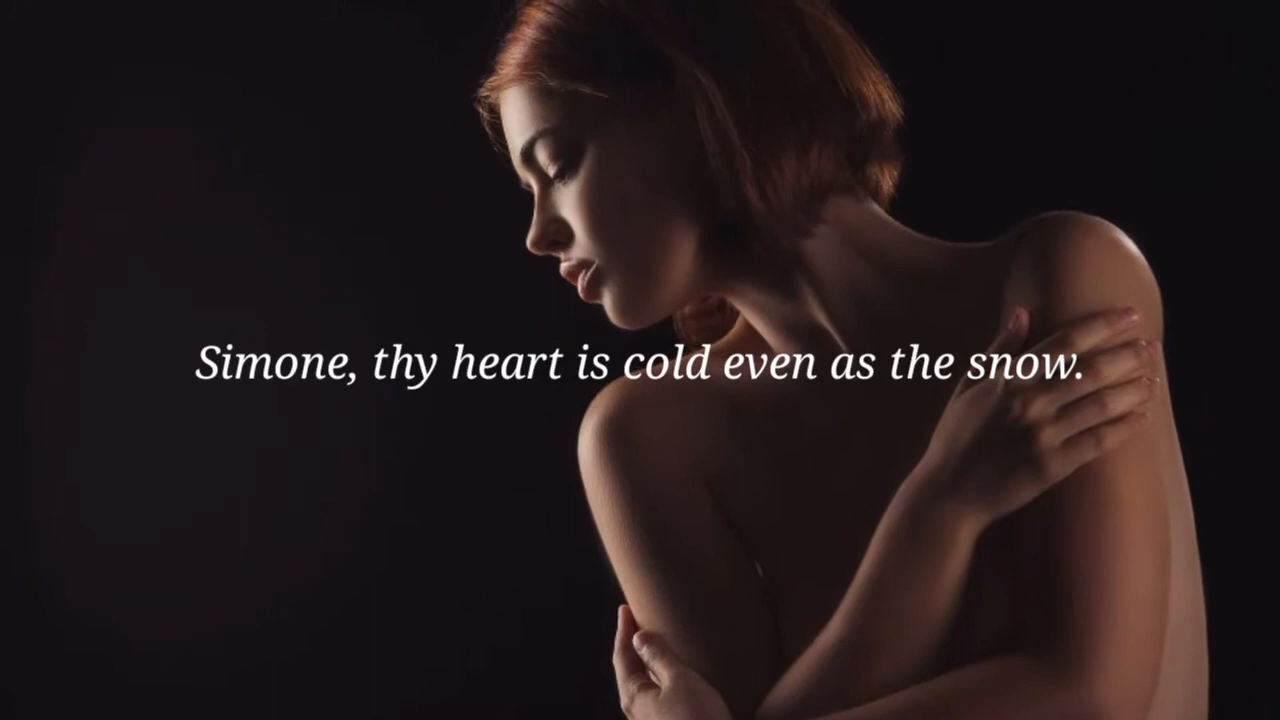 Simone, thy heart is cold even as the snow.